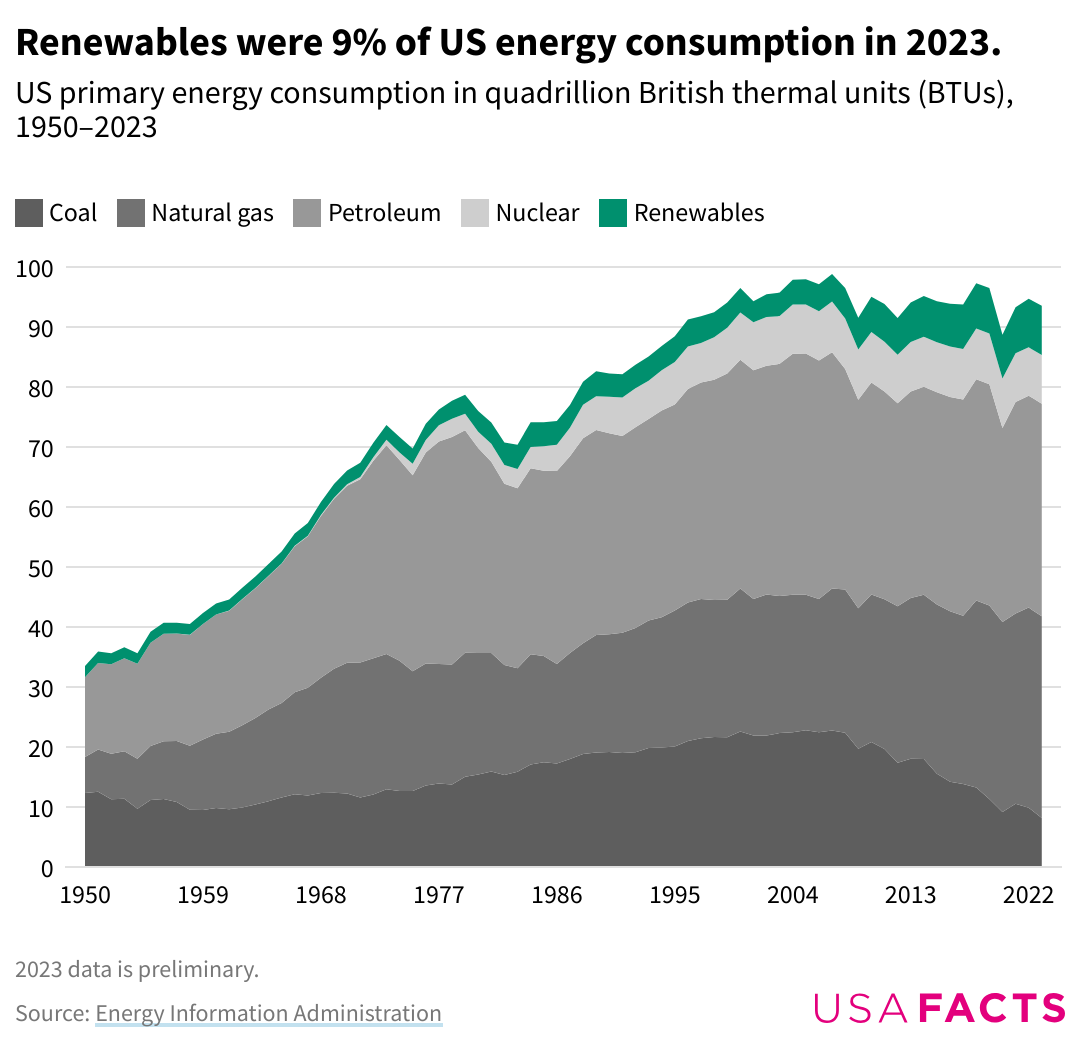 Renewables were 9% of US energy consumption in 2023.
US primary energy consumption in quadrillion British thermal units (BTUs),
1950–2023
Coal Natural gas Petroleum Nuclear Renewables
100
90
80
70
60
50
40
30
20
10
0
1950 1959 1968 1977 1986 1995 2004 2013 2022
2023 data is preliminary.
Source: Energy Information Administration
USAFACTS